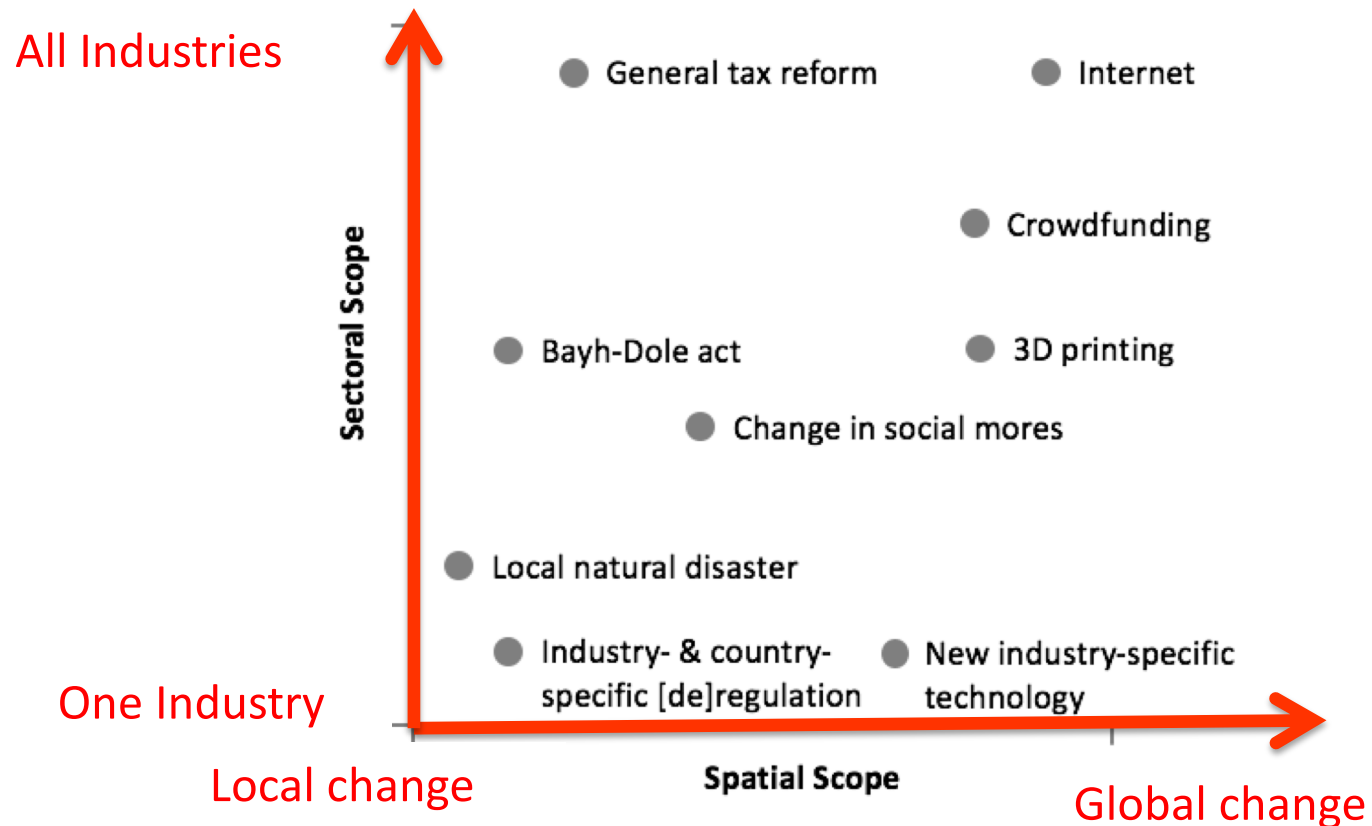 All Industries
General tax reform
Internet
Crowdfunding
Sectoral Scope
Bayh-Dole act
3D printing
Change in social mores
Local natural disaster
Industry- & country-
specific [de]regulation
New industry-specific
technology
One Industry
Local change
Spatial Scope
Global change